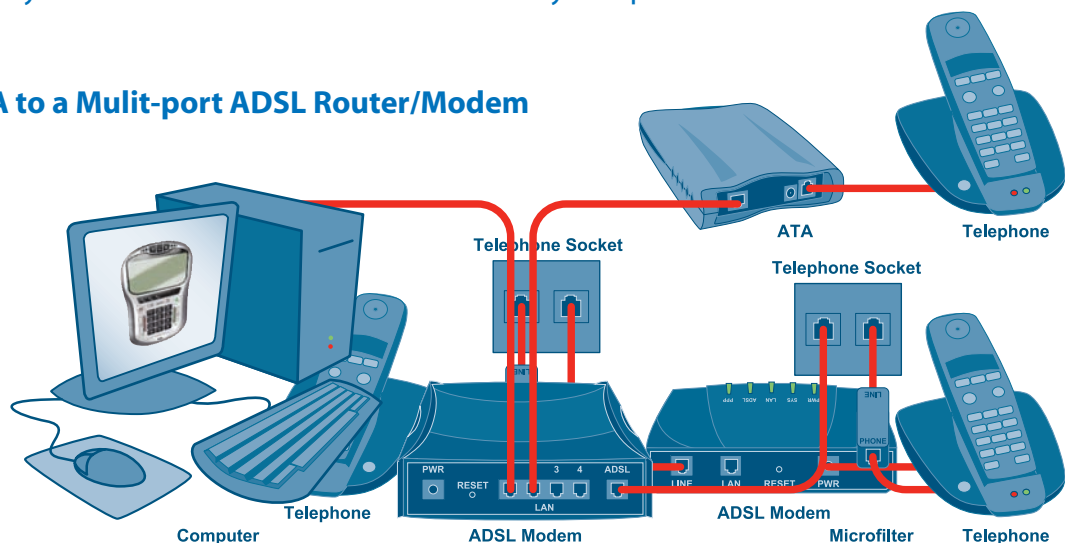 A to a Mulit-port ADSL Router/Modem
ATA
Telephone
Telephone Socket
Telephone Socket
LINE
PPP ADSL LAN SYS PWR
LINE
PHONE
PWR
RESET
3 4 ADSL
LAN
LINE LAN RESET PWR
Telephone
ADSL Modem
Computer
ADSL Modem
Microfilter
Telephone